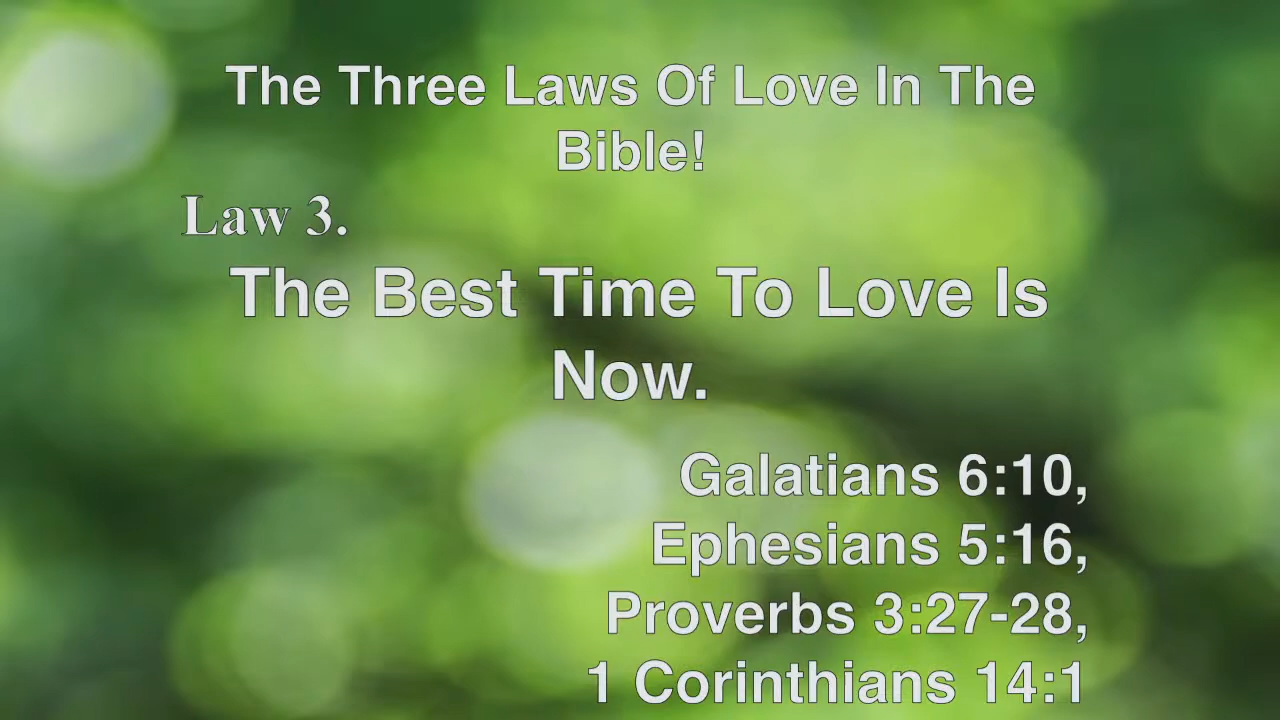 The Three Laws Of Love In The
Bible!
Law 3.
The Best Time To Love Is
Now.
Galatians 6:10,
Ephesians 5:16,
Proverbs 3:27-28,
1 Corinthians 14:1